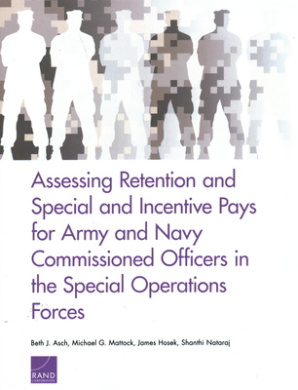 Assessing Retention and
Special and Incentive Pays
for Army and Navy
Commissioned Officers in
the Special Operations
Forces
Beth J. Asch, Michael G. Mattock, James Hosek, Shanthi Nataraj
RAND